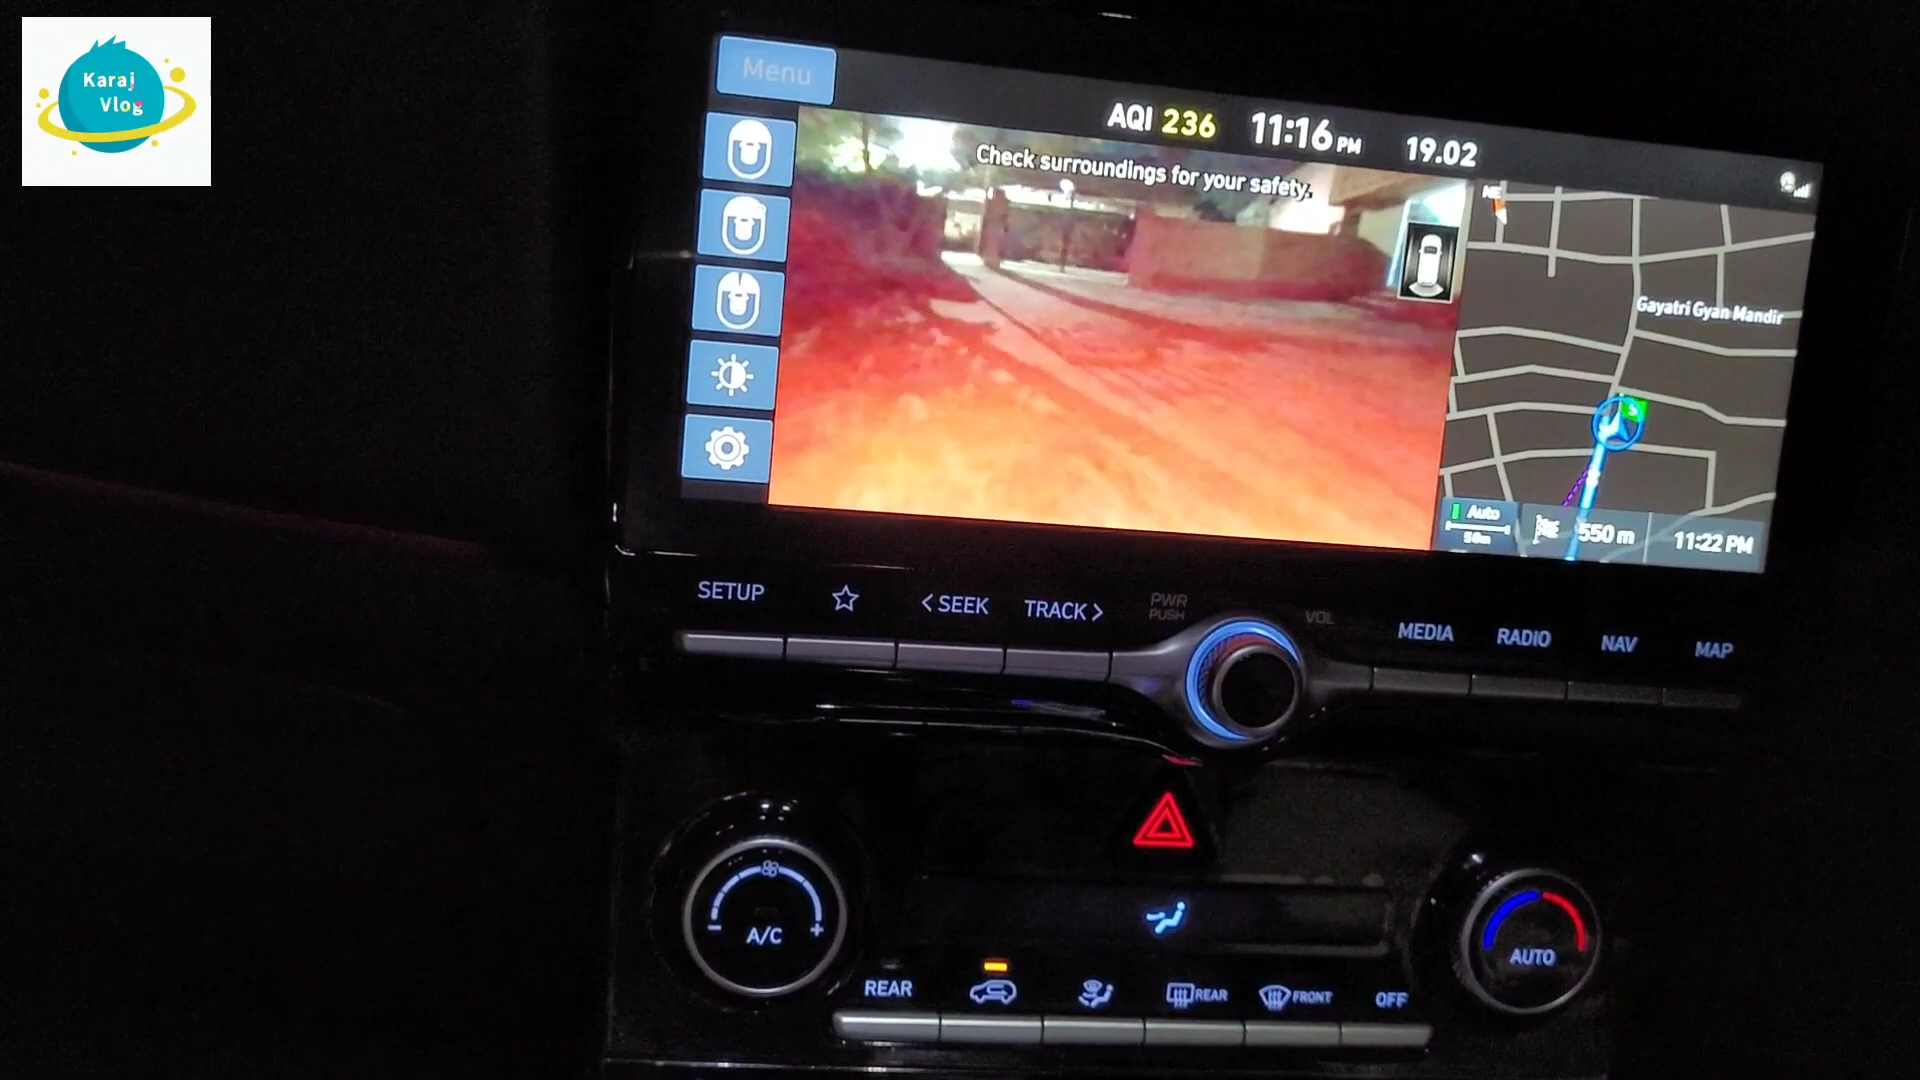 Karaj
Vlog
Menu
AQI 236 11:16 PM 19.02
Check surroundings for your safety.
Gayatri Gyan Mandir
S
Auto
50m
550 m
11:22 PM
SETUP
< SEEK
TRACK >
PWR
PUSH
VOL
MEDIA
RADIO
NAV
MAP
A/C
AUTO
REAR
REAR
FRONT
OFF